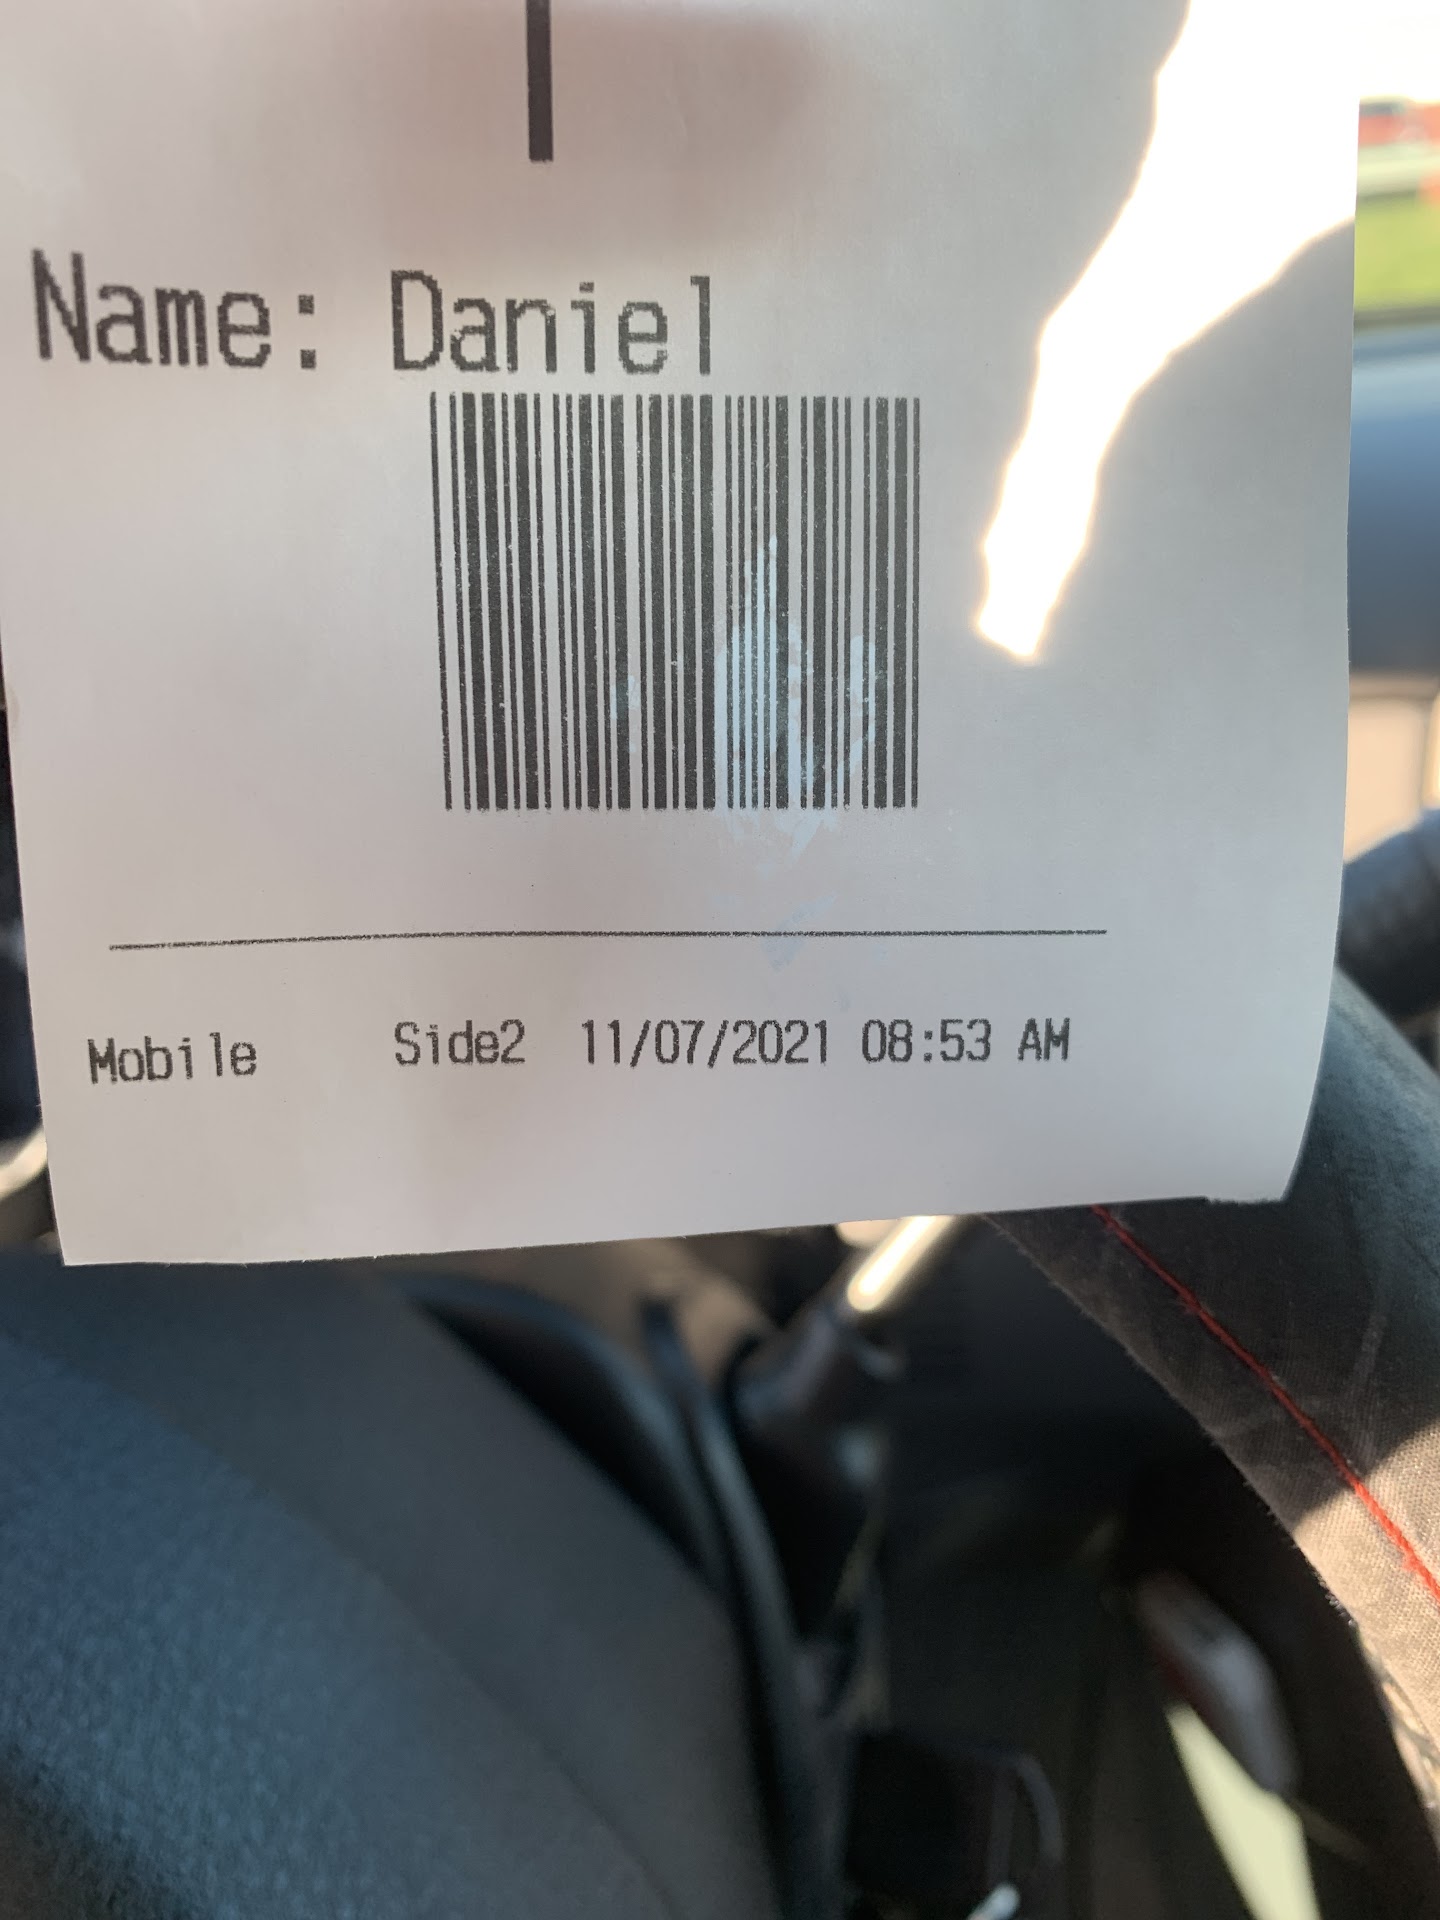 Name: Daniel
Mobile Side2 11/07/2021 08:53 AM